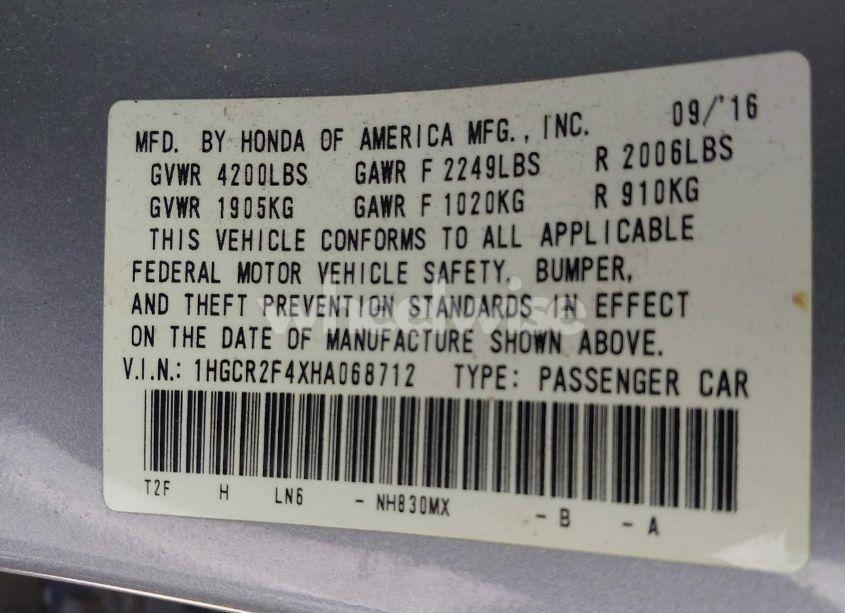 MFD. BY HONDA OF AMERICA MFG., INC. 09/'16
GVWR 4200LBS GAWR F 2249LBS R 2006LBS
GVWR 1905KG GAWR F 1020KG R 910KG
THIS VEHICLE CONFORMS TO ALL APPLICABLE
FEDERAL MOTOR VEHICLE SAFETY, BUMPER,
AND THEFT PREVENTION STANDARDS IN EFFECT
ON THE DATE OF MANUFACTURE SHOWN ABOVE.
V.I.N.: 1HGCR2F4XHA068712 TYPE: PASSENGER CAR
T2F H LN6 - NH830MX - B - A
wheelwise